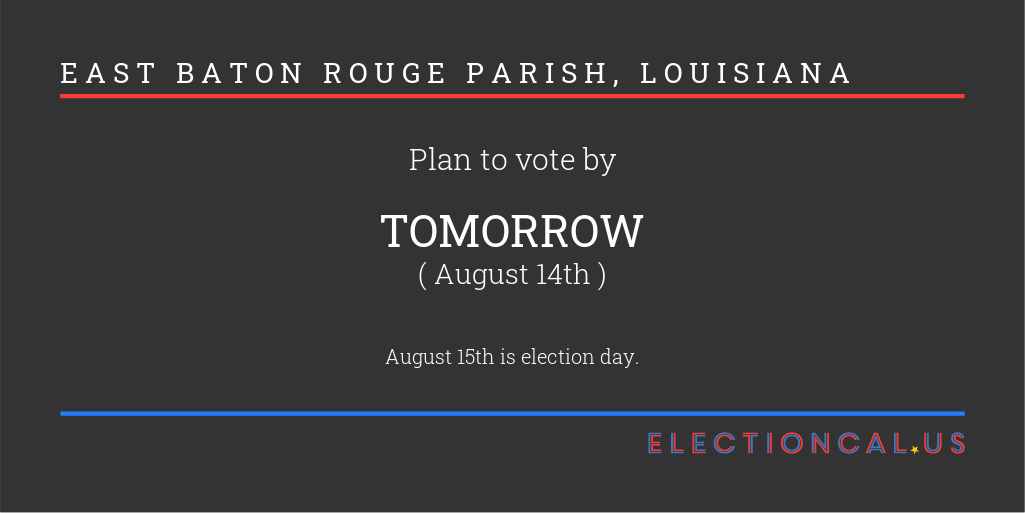 EAST BATON ROUGE PARISH, LOUISIANA
Plan to vote by
TOMORROW
( August 14th )
August 15th is election day.
ELECTIONCAL.US